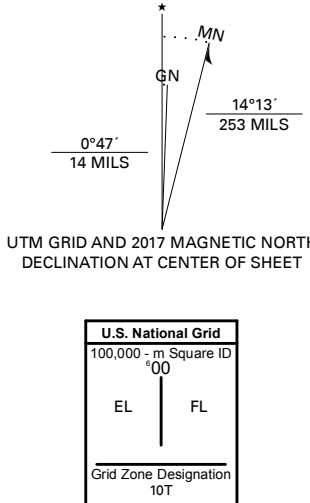 ★
MN
GN
0°47´
14 MILS
14°13´
253 MILS
UTM GRID AND 2017 MAGNETIC NORTH
DECLINATION AT CENTER OF SHEET
U.S. National Grid
100,000 - m Square ID
⁶00
EL FL
Grid Zone Designation
10T